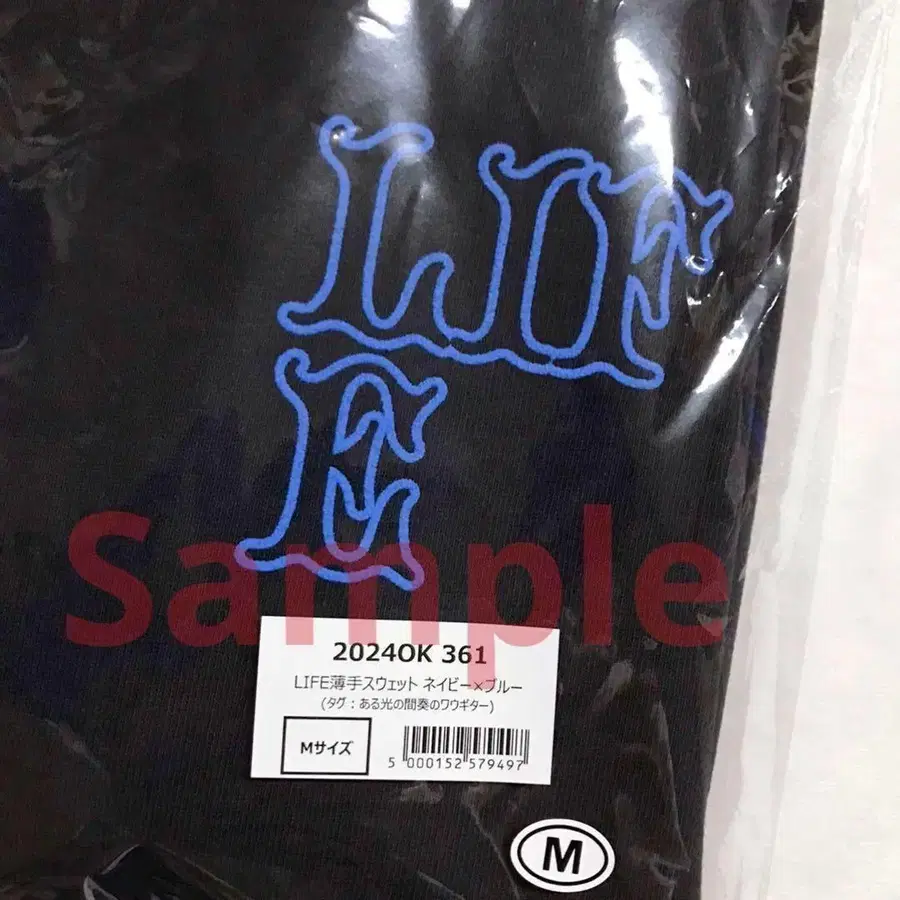 LIF
E
Sample
2024OK 361
LIFE薄手スウェット ネイビー×ブルー
(タグ：ある光の間奏のワウギター)
Mサイズ
5 000152 579497
M